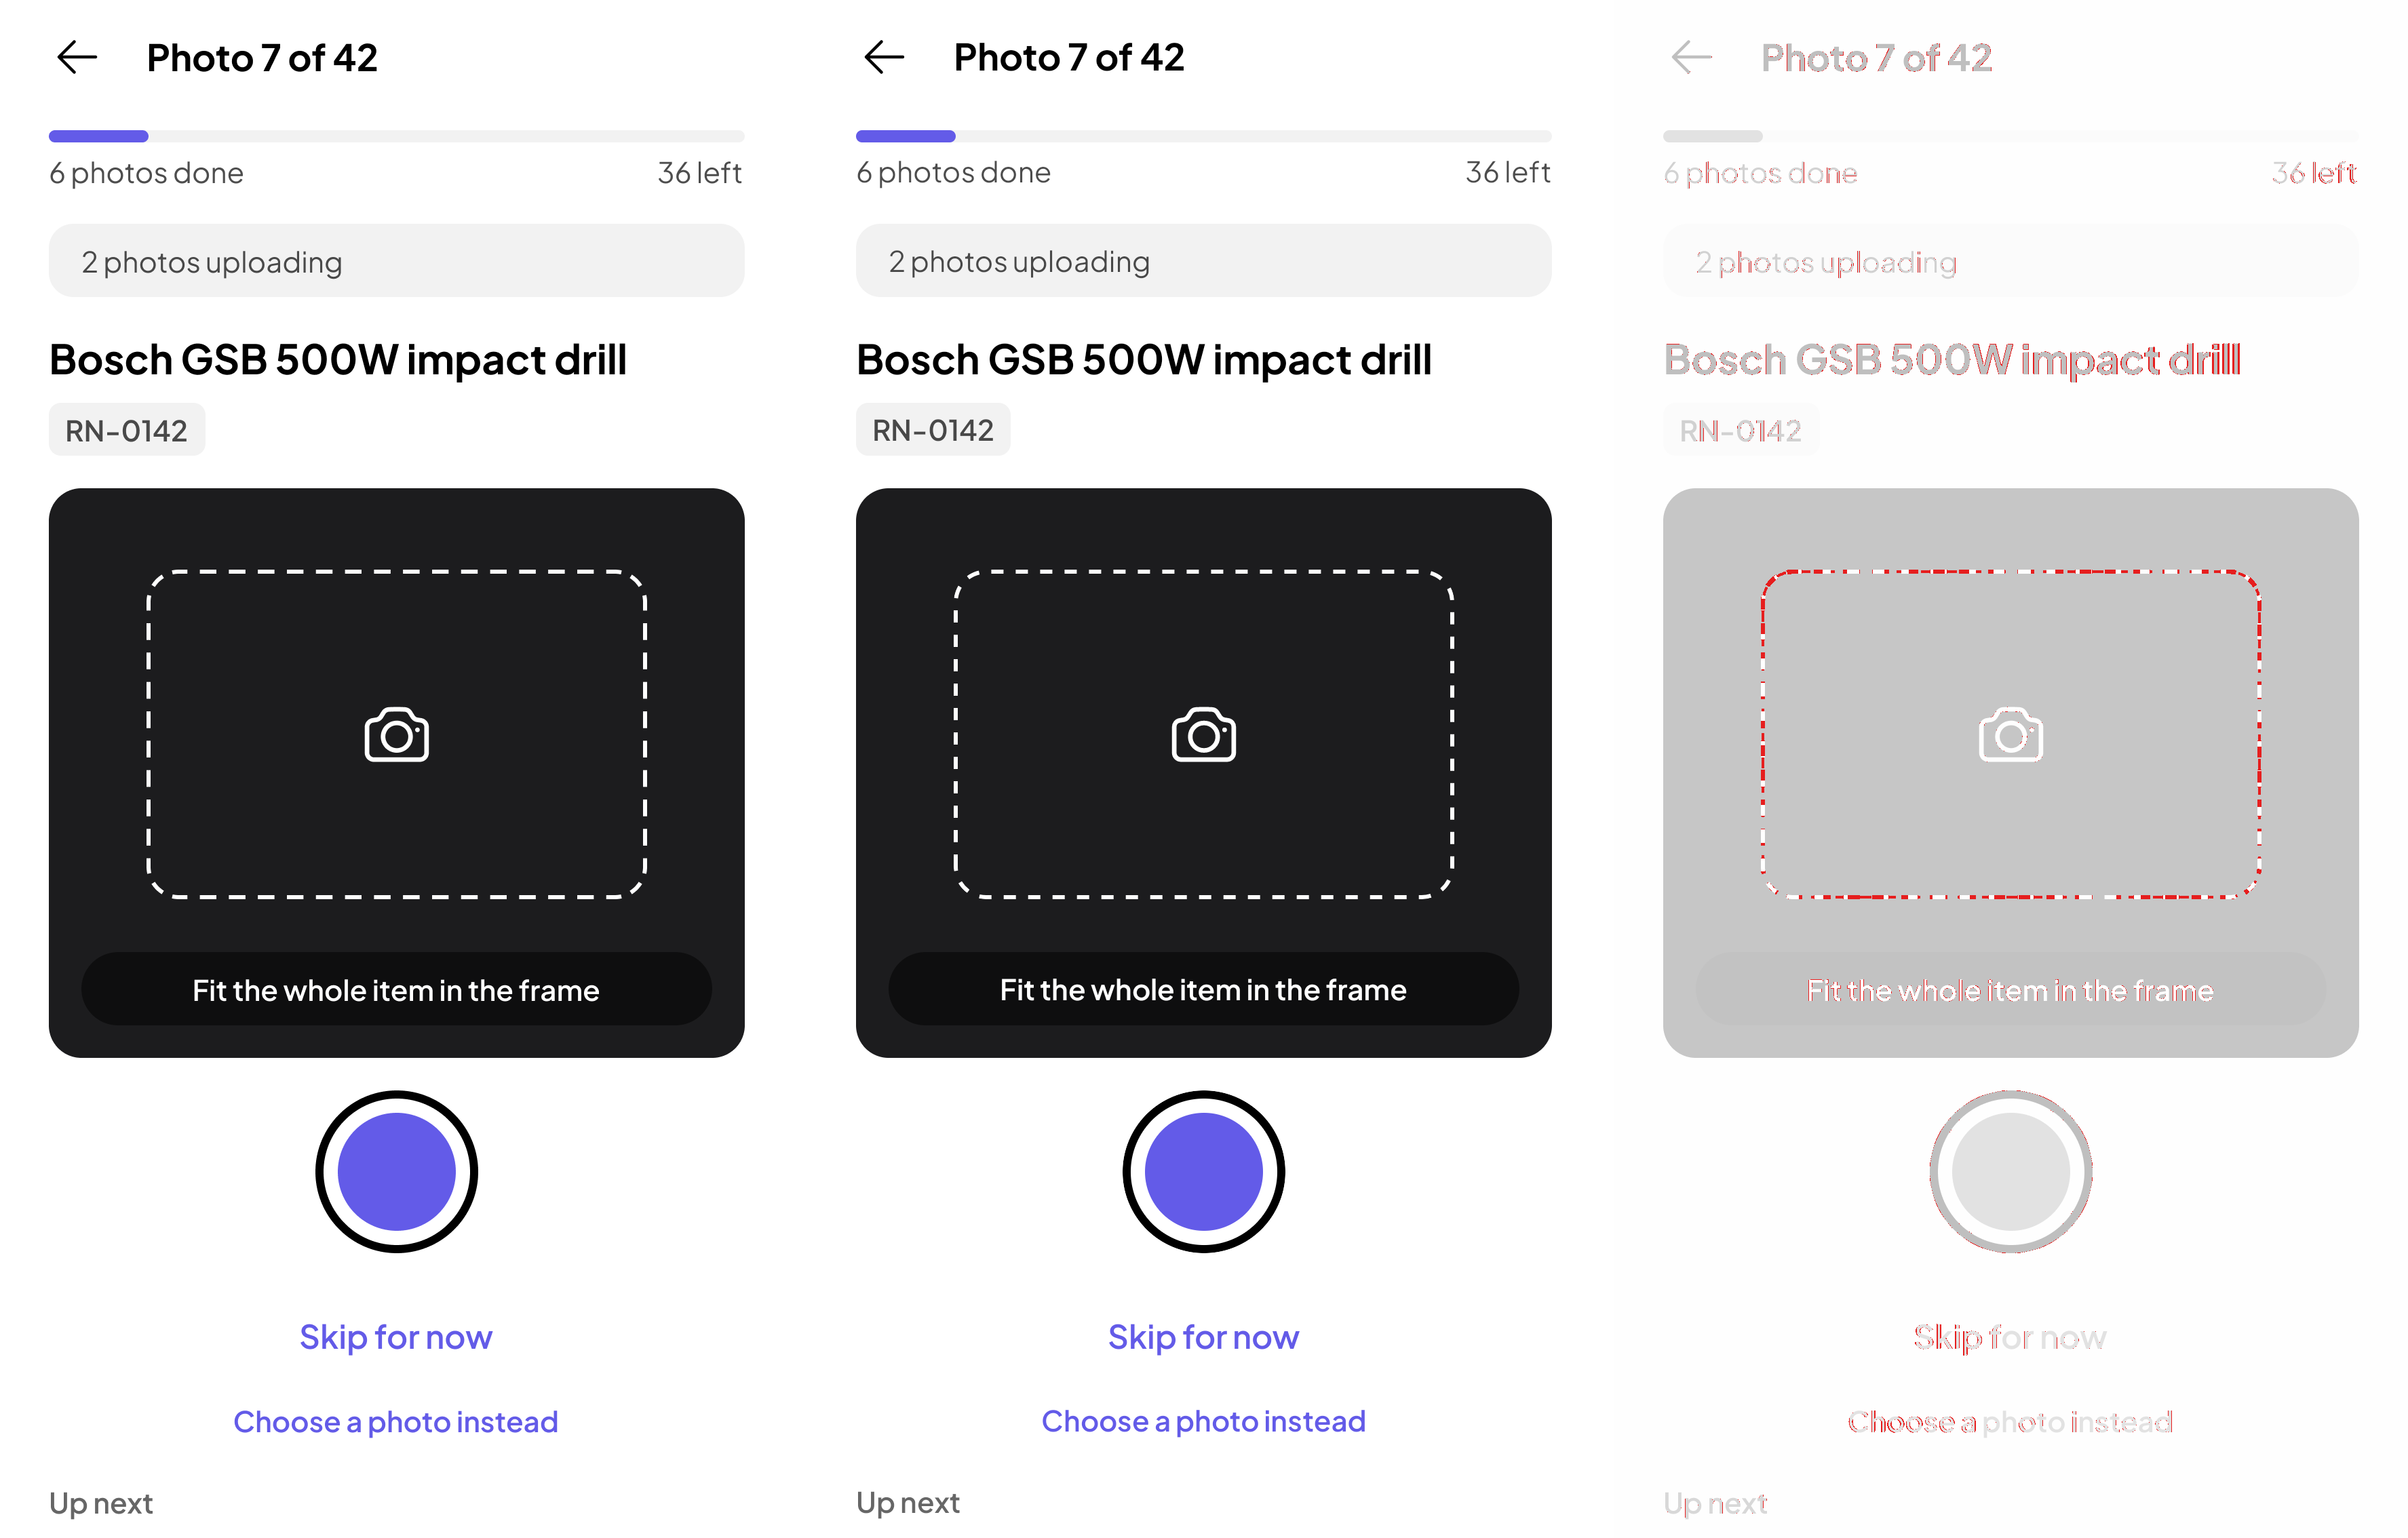 Photo 7 of 42
6 photos done 36 left
2 photos uploading
Bosch GSB 500W impact drill
RN-0142
Fit the whole item in the frame
Skip for now
Choose a photo instead
Up next
Photo 7 of 42
6 photos done 36 left
2 photos uploading
Bosch GSB 500W impact drill
RN-0142
Fit the whole item in the frame
Skip for now
Choose a photo instead
Up next
Photo 7 of 42
6 photos done 36 left
2 photos uploading
Bosch GSB 500W impact drill
RN-0142
Fit the whole item in the frame
Skip for now
Choose a photo instead
Up next